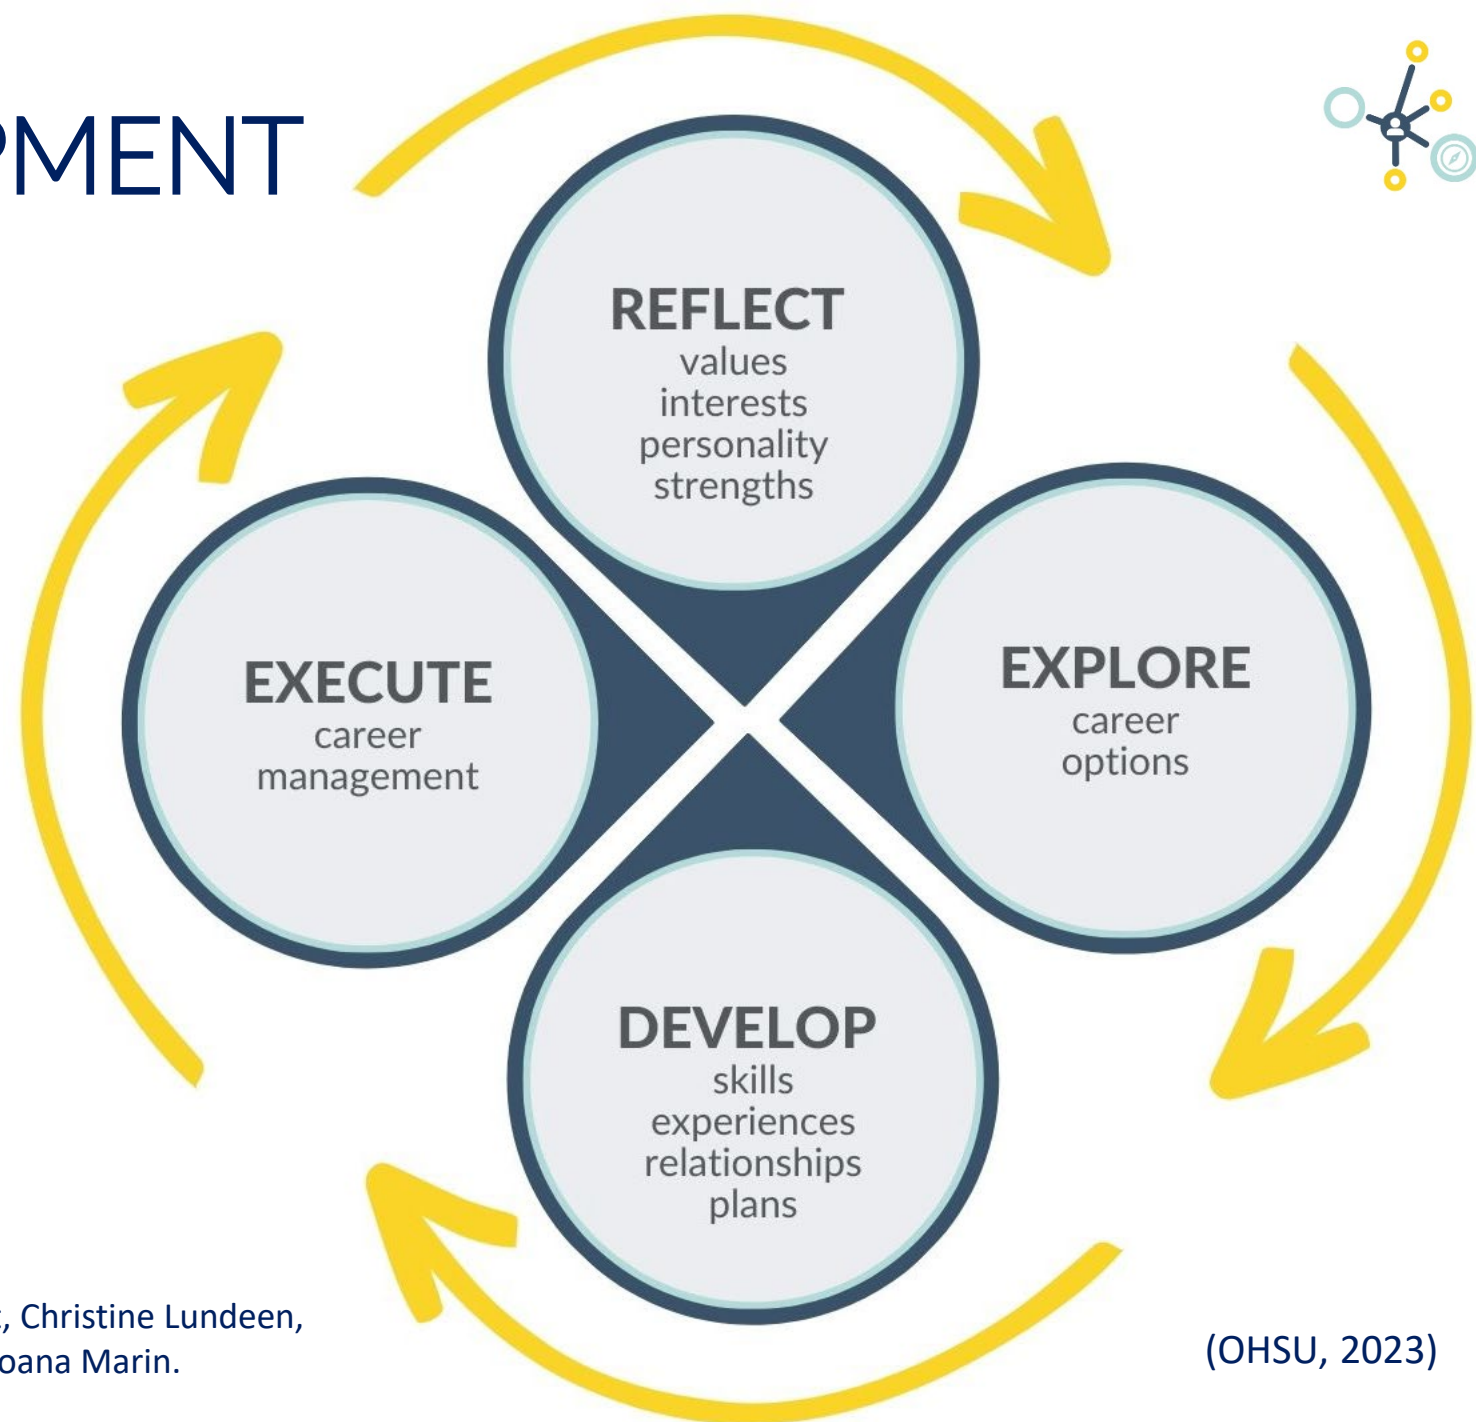 PMENT
REFLECT
values
interests
personality
strengths
EXECUTE
career
management
EXPLORE
career
options
DEVELOP
skills
experiences
relationships
plans
, Christine Lundeen,
oana Marin.
(OHSU, 2023)